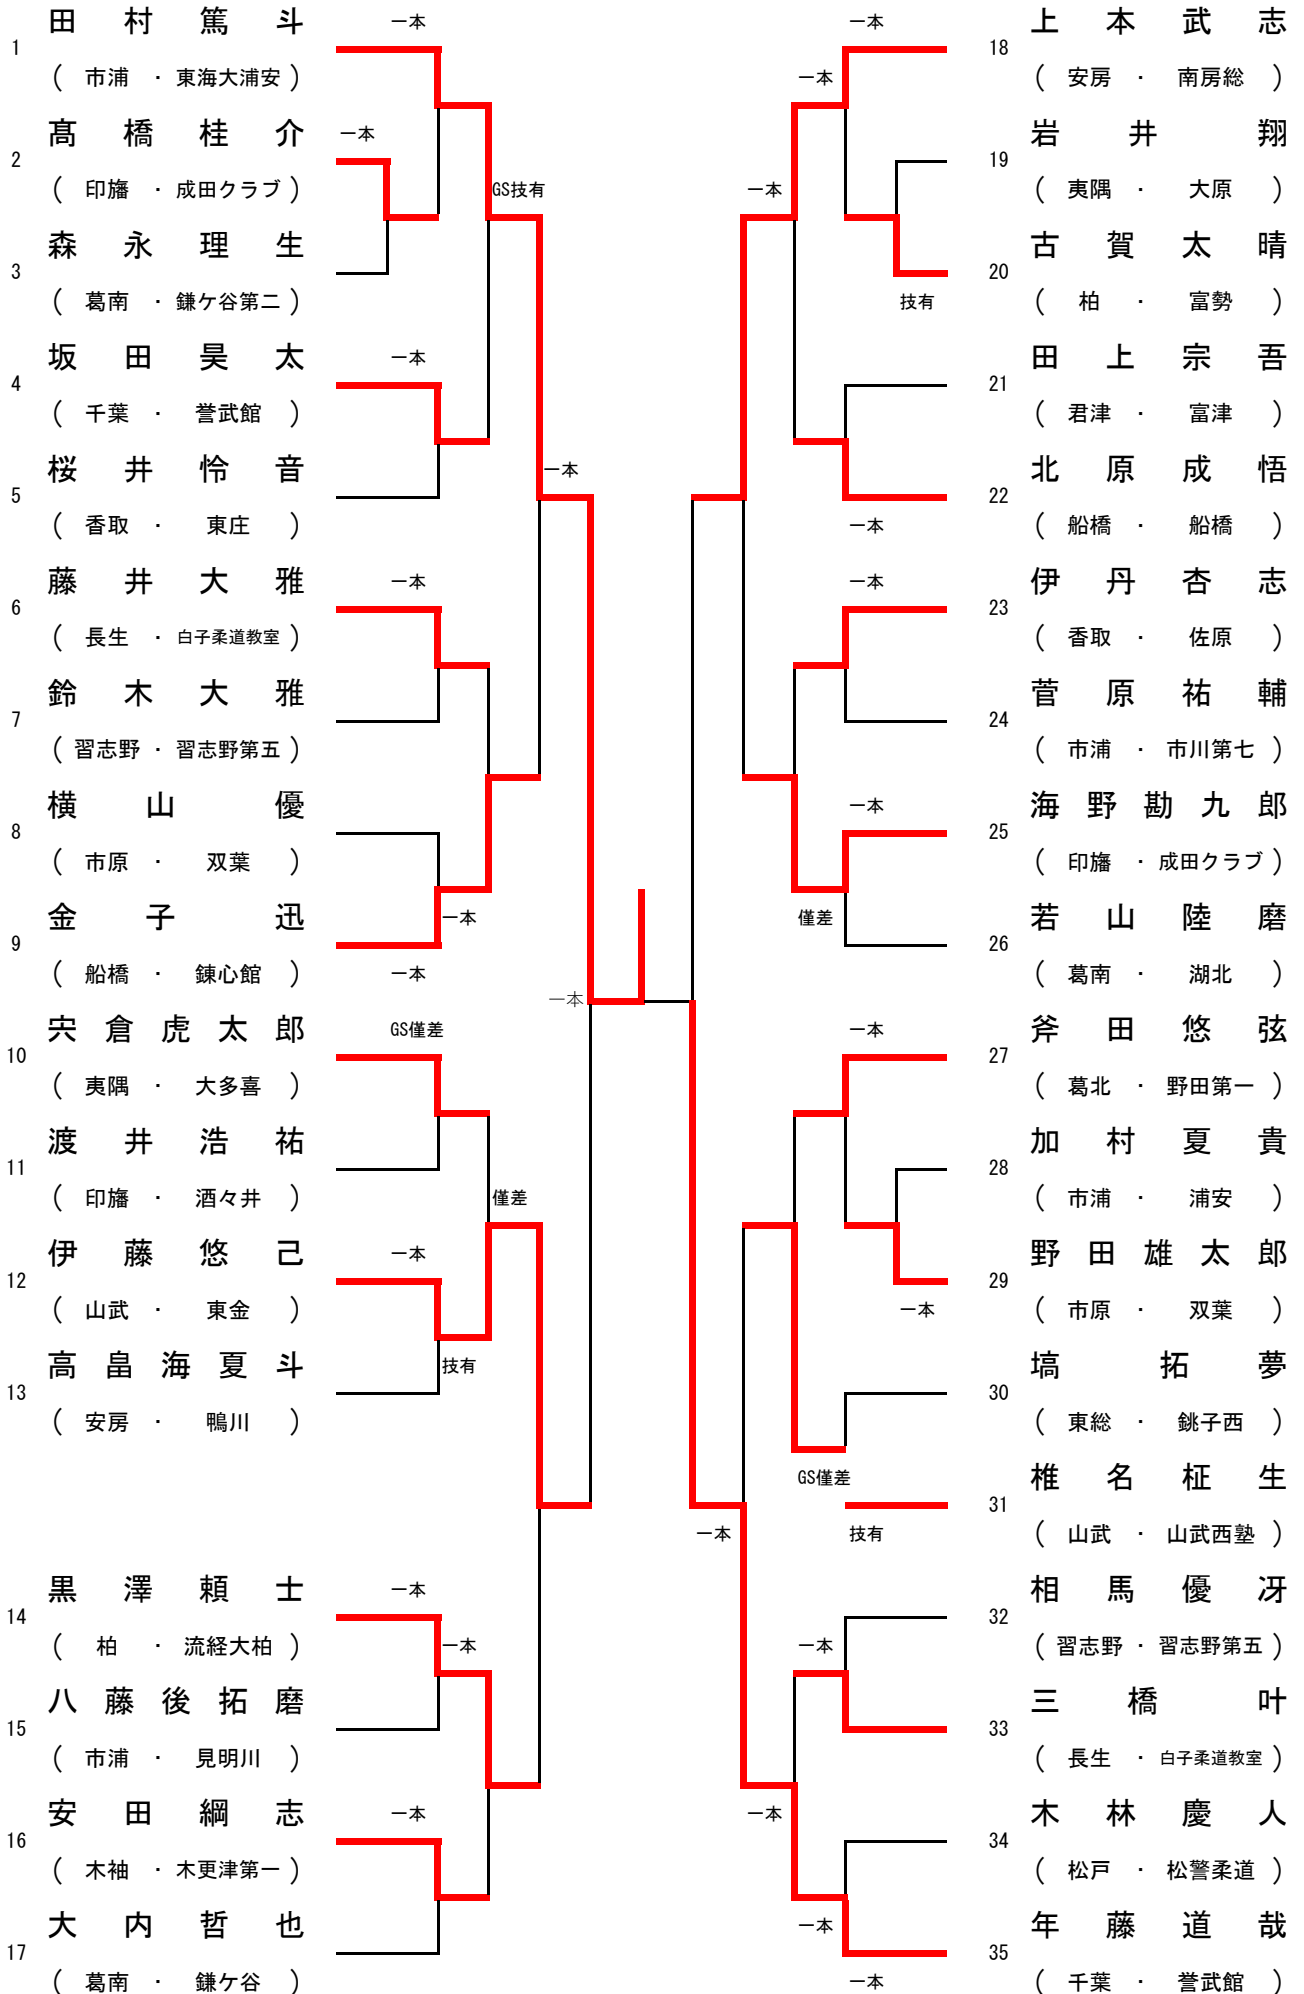 田村篤斗
一本
1
（市浦・東海大浦安）
髙橋桂介
一本
2
（印旛・成田クラブ）
GS技有
森永理生
3
（葛南・鎌ケ谷第二）
坂田昊太
一本
4
（千葉・誉武館）
桜井怜音
一本
5
（香取・東庄）
藤井大雅
一本
6
（長生・白子柔道教室）
鈴木大雅
7
（習志野・習志野第五）
横山優
8
（市原・双葉）
金子迅
一本
9
（船橋・錬心館）
一本
一本
宍倉虎太郎
GS僅差
10
（夷隅・大多喜）
渡井浩祐
11
（印旛・酒々井）
僅差
伊藤悠己
一本
12
（山武・東金）
高畠海夏斗
技有
13
（安房・鴨川）
黒澤頼士
一本
14
（柏・流経大柏）
一本
八藤後拓磨
15
（市浦・見明川）
安田綱志
一本
16
（木袖・木更津第一）
大内哲也
17
（葛南・鎌ケ谷）
一本
上本武志
18
一本
（安房・南房総）
岩井翔
19
一本
（夷隅・大原）
古賀太晴
20
技有
（柏・富勢）
田上宗吾
21
（君津・富津）
北原成悟
22
一本
（船橋・船橋）
一本
伊丹杏志
23
（香取・佐原）
菅原祐輔
24
（市浦・市川第七）
一本
海野勘九郎
25
（印旛・成田クラブ）
僅差
若山陸磨
26
（葛南・湖北）
一本
斧田悠弦
27
（葛北・野田第一）
加村夏貴
28
（市浦・浦安）
野田雄太郎
29
一本
（市原・双葉）
塙拓夢
30
（東総・銚子西）
GS僅差
椎名柾生
31
一本
技有
（山武・山武西塾）
相馬優冴
32
一本
（習志野・習志野第五）
三橋叶
33
（長生・白子柔道教室）
一本
木林慶人
34
（松戸・松警柔道）
一本
年藤道哉
35
一本
（千葉・誉武館）